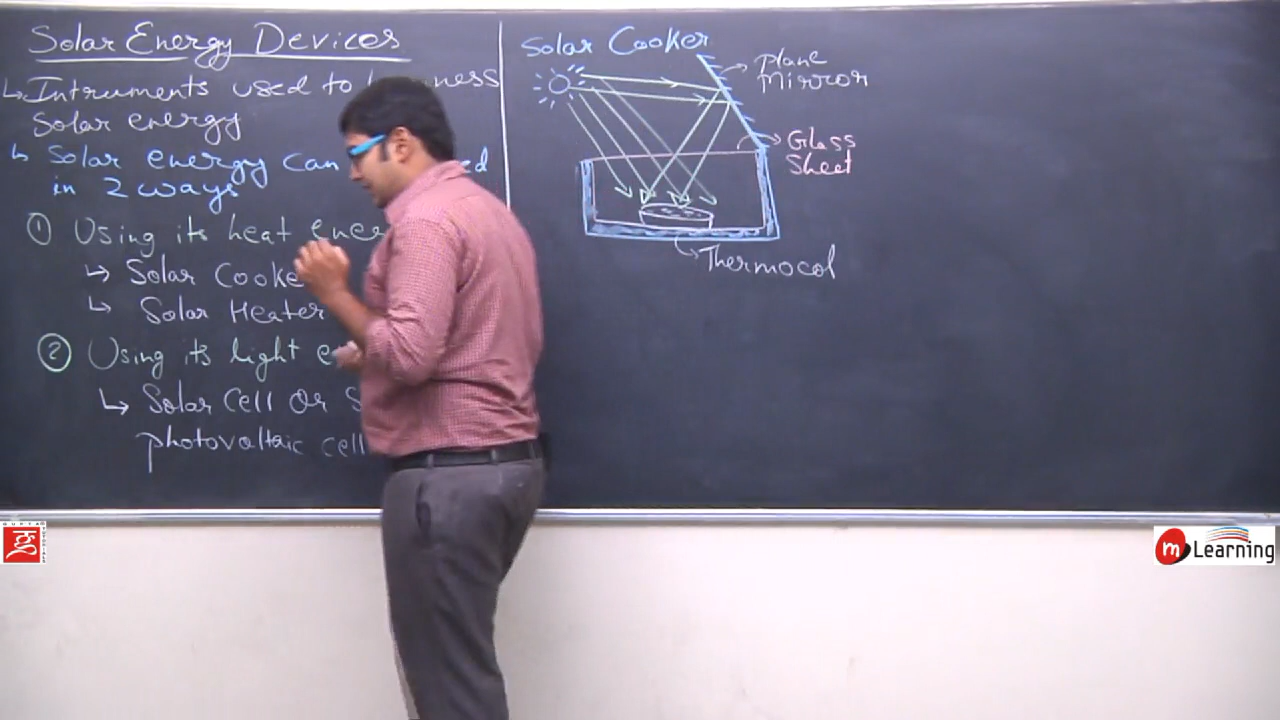 Solar Energy Devices
Intruments used to
Solar energy
Solar energy can
in 2 ways
① Using its heat
Solar
Solar Heater
② Using its light
Solar Cell or
photovoltaic cell
Solar Cooker
plane
Mirror
Glass
Sheet
Thermocol
GUPTA
TUTORIALS
m Learning